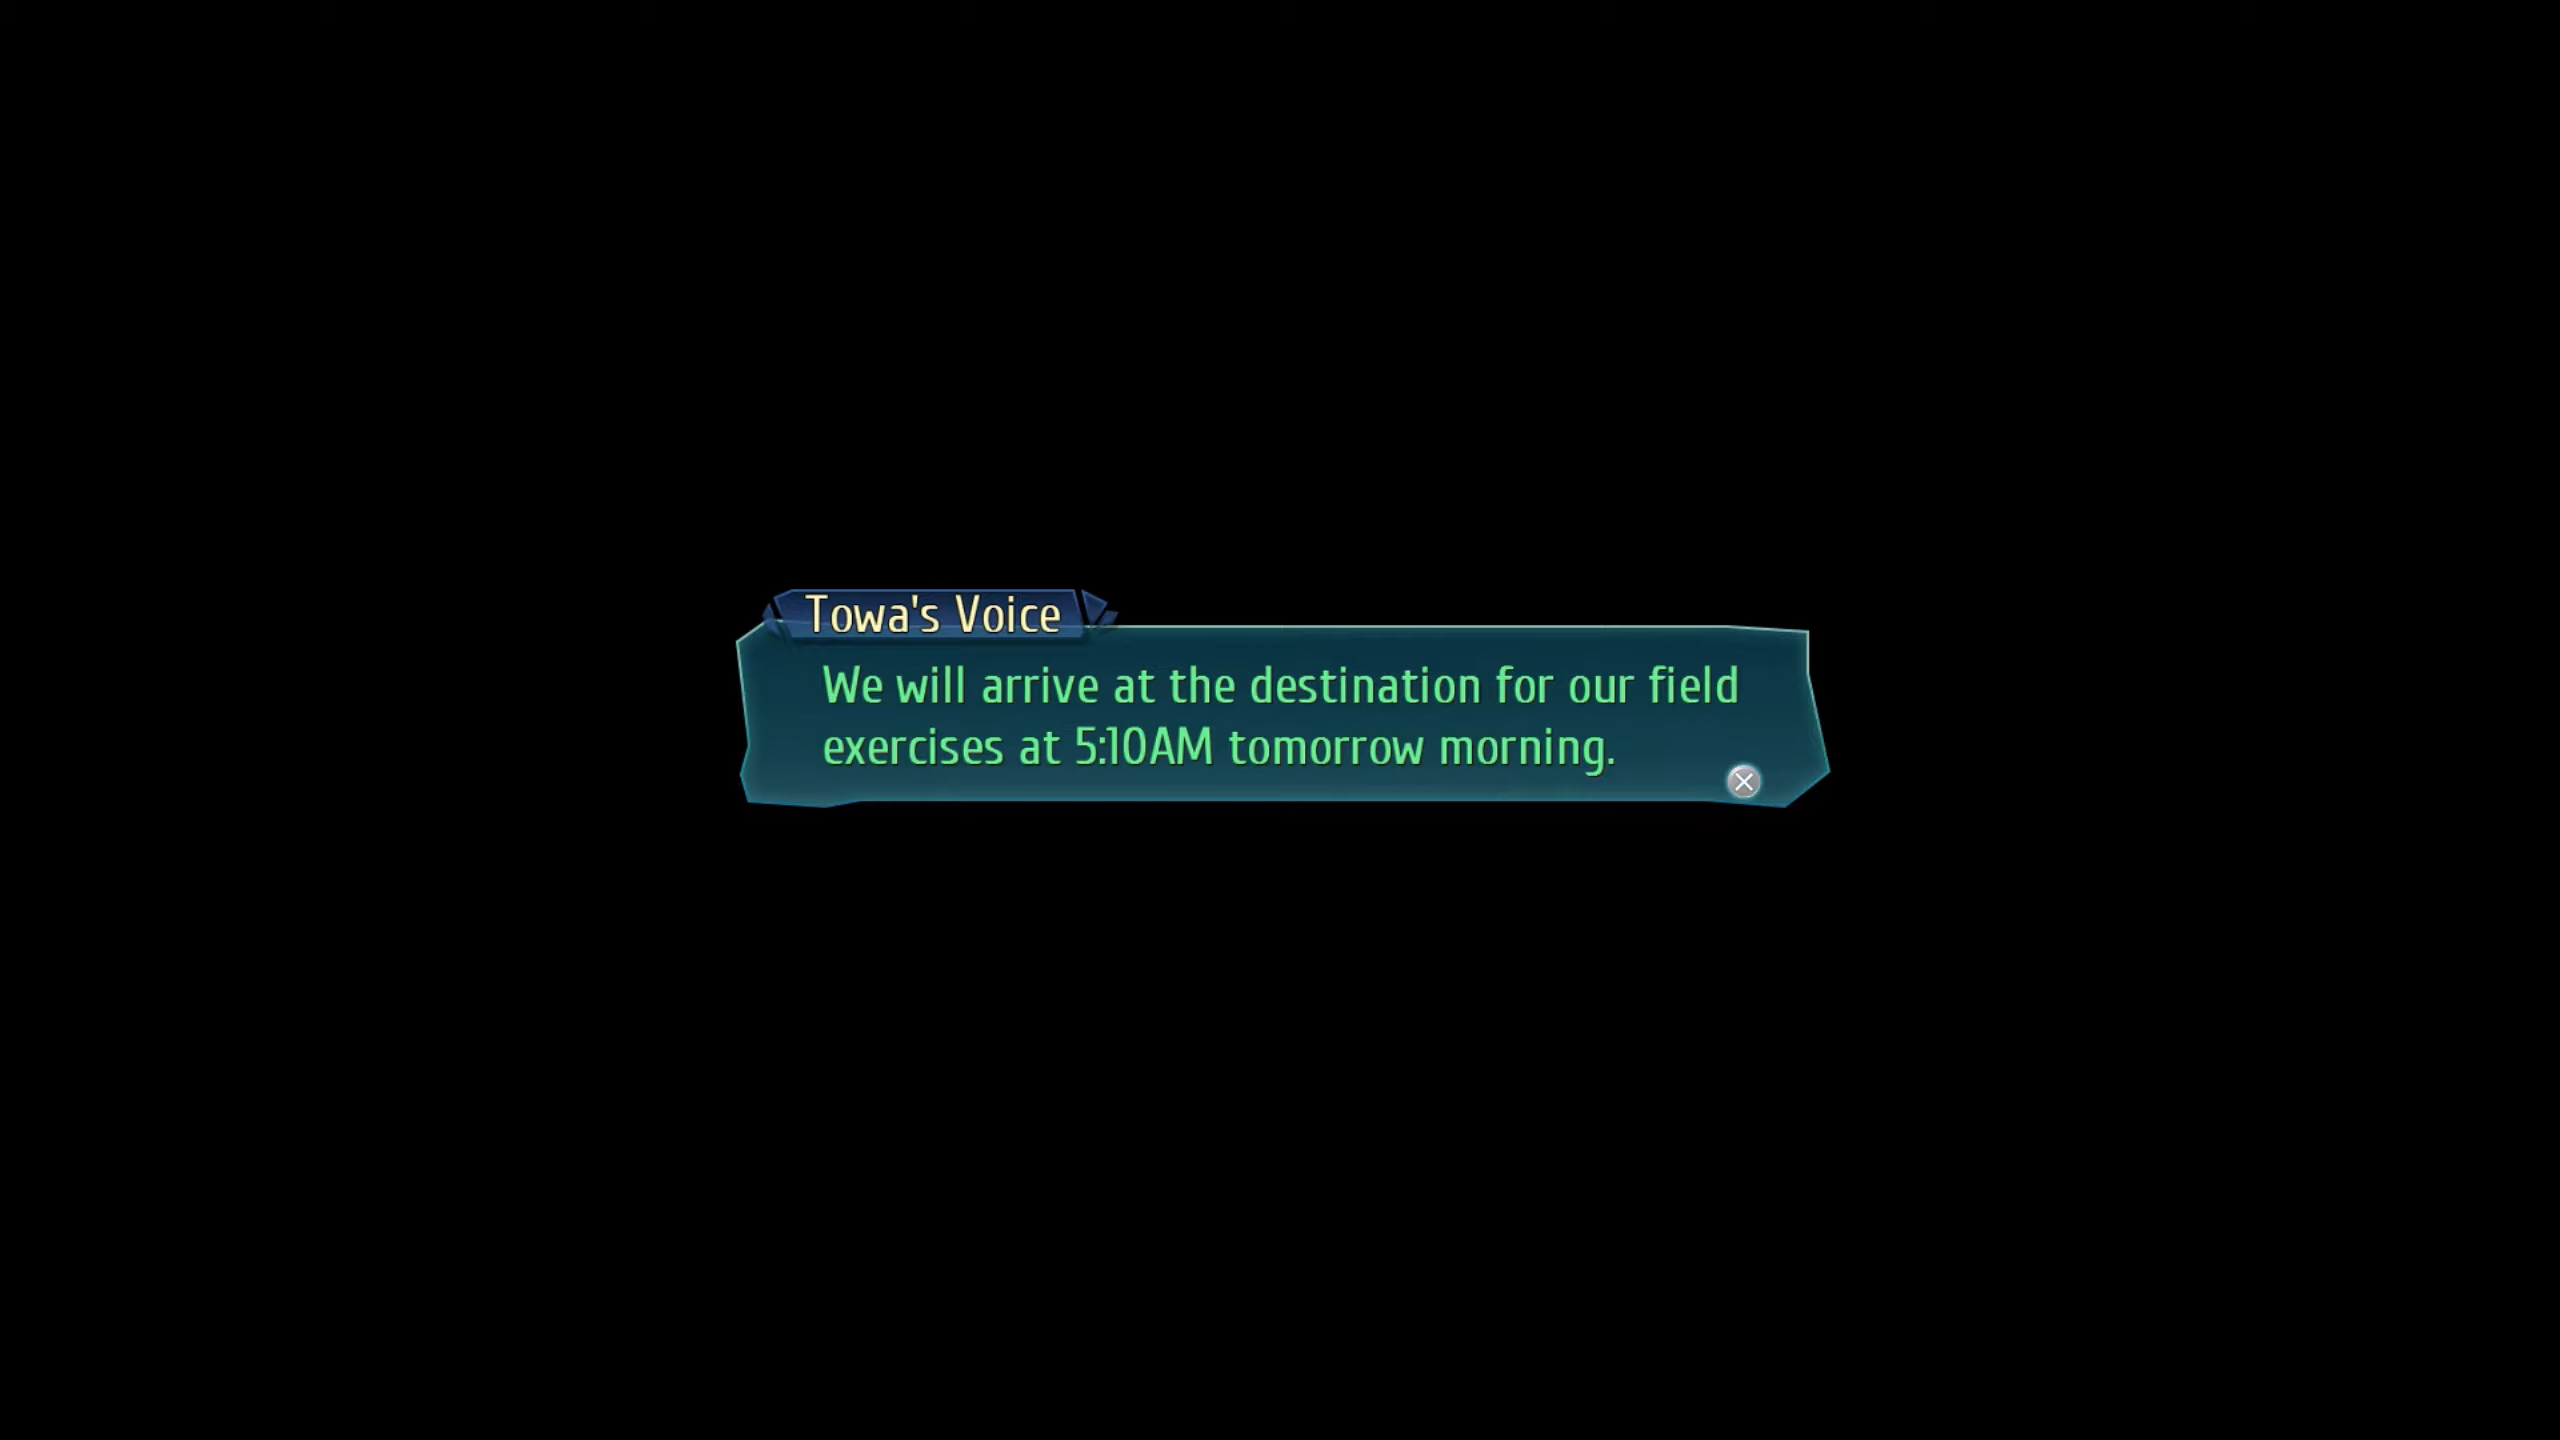 Towa's Voice
We will arrive at the destination for our field
exercises at 5:10AM tomorrow morning.